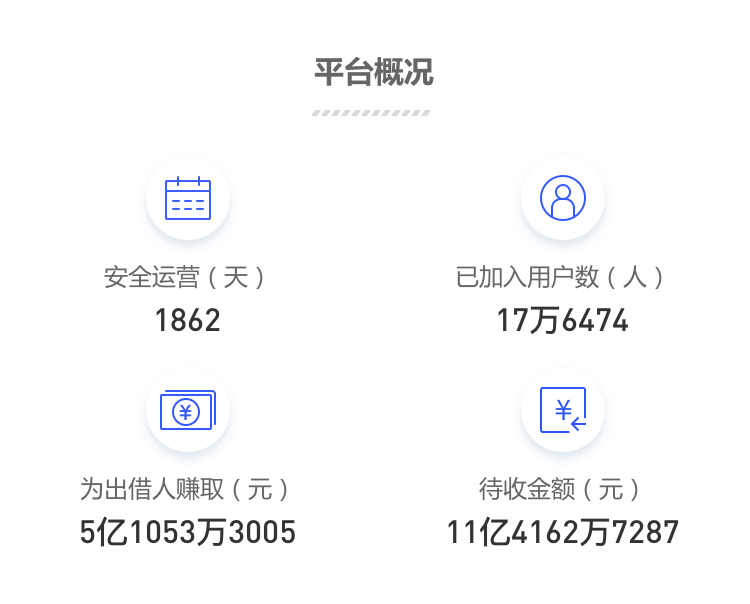 平台概况
安全运营（天）
已加入用户数（人）
1862
17万6474
¥
¥
为出借人赚取（元）
待收金额（元）
5亿1053万3005
11亿4162万7287